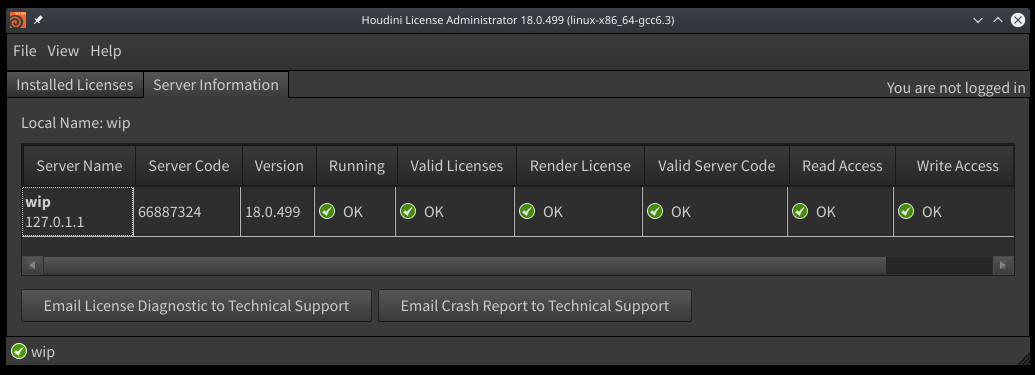 Houdini License Administrator 18.0.499 (linux-x86_64-gcc6.3)
File View Help
Installed Licenses Server Information You are not logged in
Local Name: wip
Server Name Server Code Version Running Valid Licenses Render License Valid Server Code Read Access Write Access
wip
127.0.1.1 66887324 18.0.499 OK OK OK OK OK OK
Email License Diagnostic to Technical Support Email Crash Report to Technical Support
wip